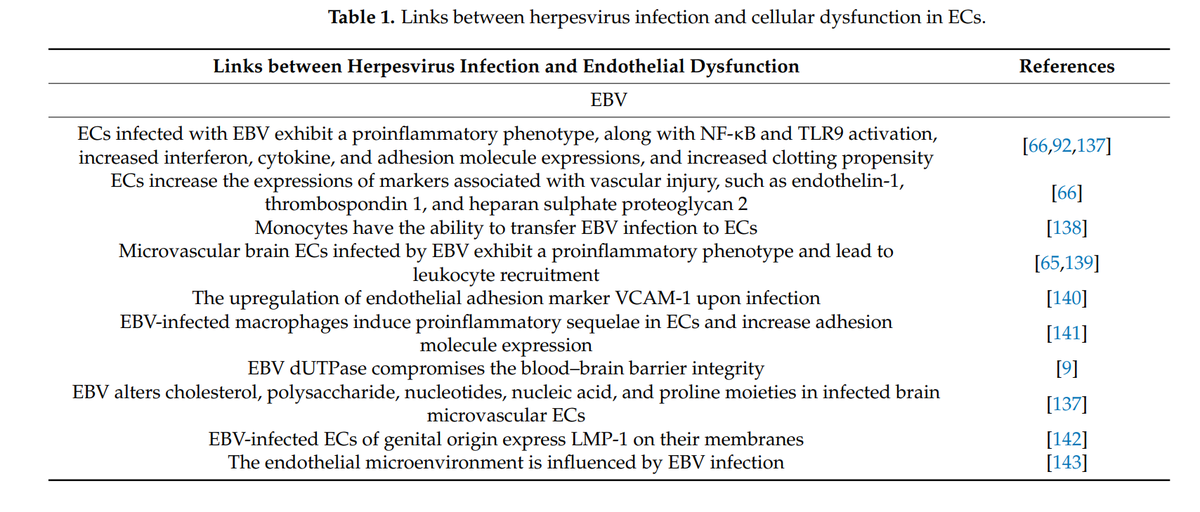 Table 1. Links between herpesvirus infection and cellular dysfunction in ECs.
Links between Herpesvirus Infection and Endothelial Dysfunction References
EBV
ECs infected with EBV exhibit a proinflammatory phenotype, along with NF-κB and TLR9 activation,
increased interferon, cytokine, and adhesion molecule expressions, and increased clotting propensity
[66,92,137]
ECs increase the expressions of markers associated with vascular injury, such as endothelin-1,
thrombospondin 1, and heparan sulphate proteoglycan 2
[66]
Monocytes have the ability to transfer EBV infection to ECs [138]
Microvascular brain ECs infected by EBV exhibit a proinflammatory phenotype and lead to
leukocyte recruitment
[65,139]
The upregulation of endothelial adhesion marker VCAM-1 upon infection [140]
EBV-infected macrophages induce proinflammatory sequelae in ECs and increase adhesion
molecule expression
[141]
EBV dUTPase compromises the blood–brain barrier integrity [9]
EBV alters cholesterol, polysaccharide, nucleotides, nucleic acid, and proline moieties in infected brain
microvascular ECs
[137]
EBV-infected ECs of genital origin express LMP-1 on their membranes [142]
The endothelial microenvironment is influenced by EBV infection [143]